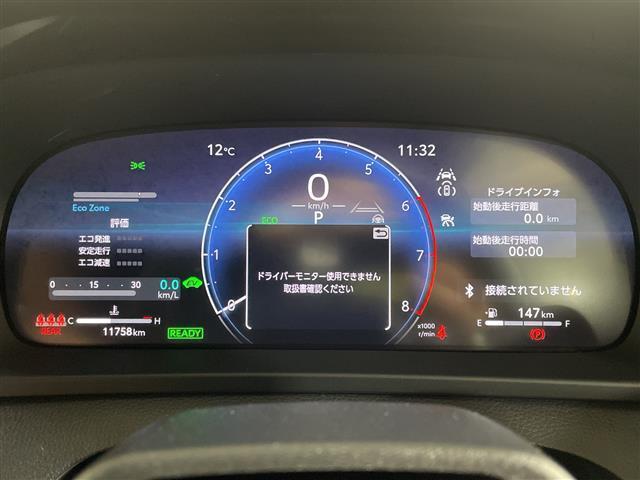 12℃
11:32
4
3
5
2
6
1
7
0
8
0
km/h
P
ECO
Eco Zone
評価
エコ発進
安定走行
エコ減速
0 15 30
0.0
km/L
EV
ドライバーモニター使用できません
取扱書確認ください
ドライブインフォ
始動後走行距離
0.0 km
始動後走行時間
00:00
接続されていません
C H
REAR
11758km
READY
x1000
r/min
147km
E F
(P)